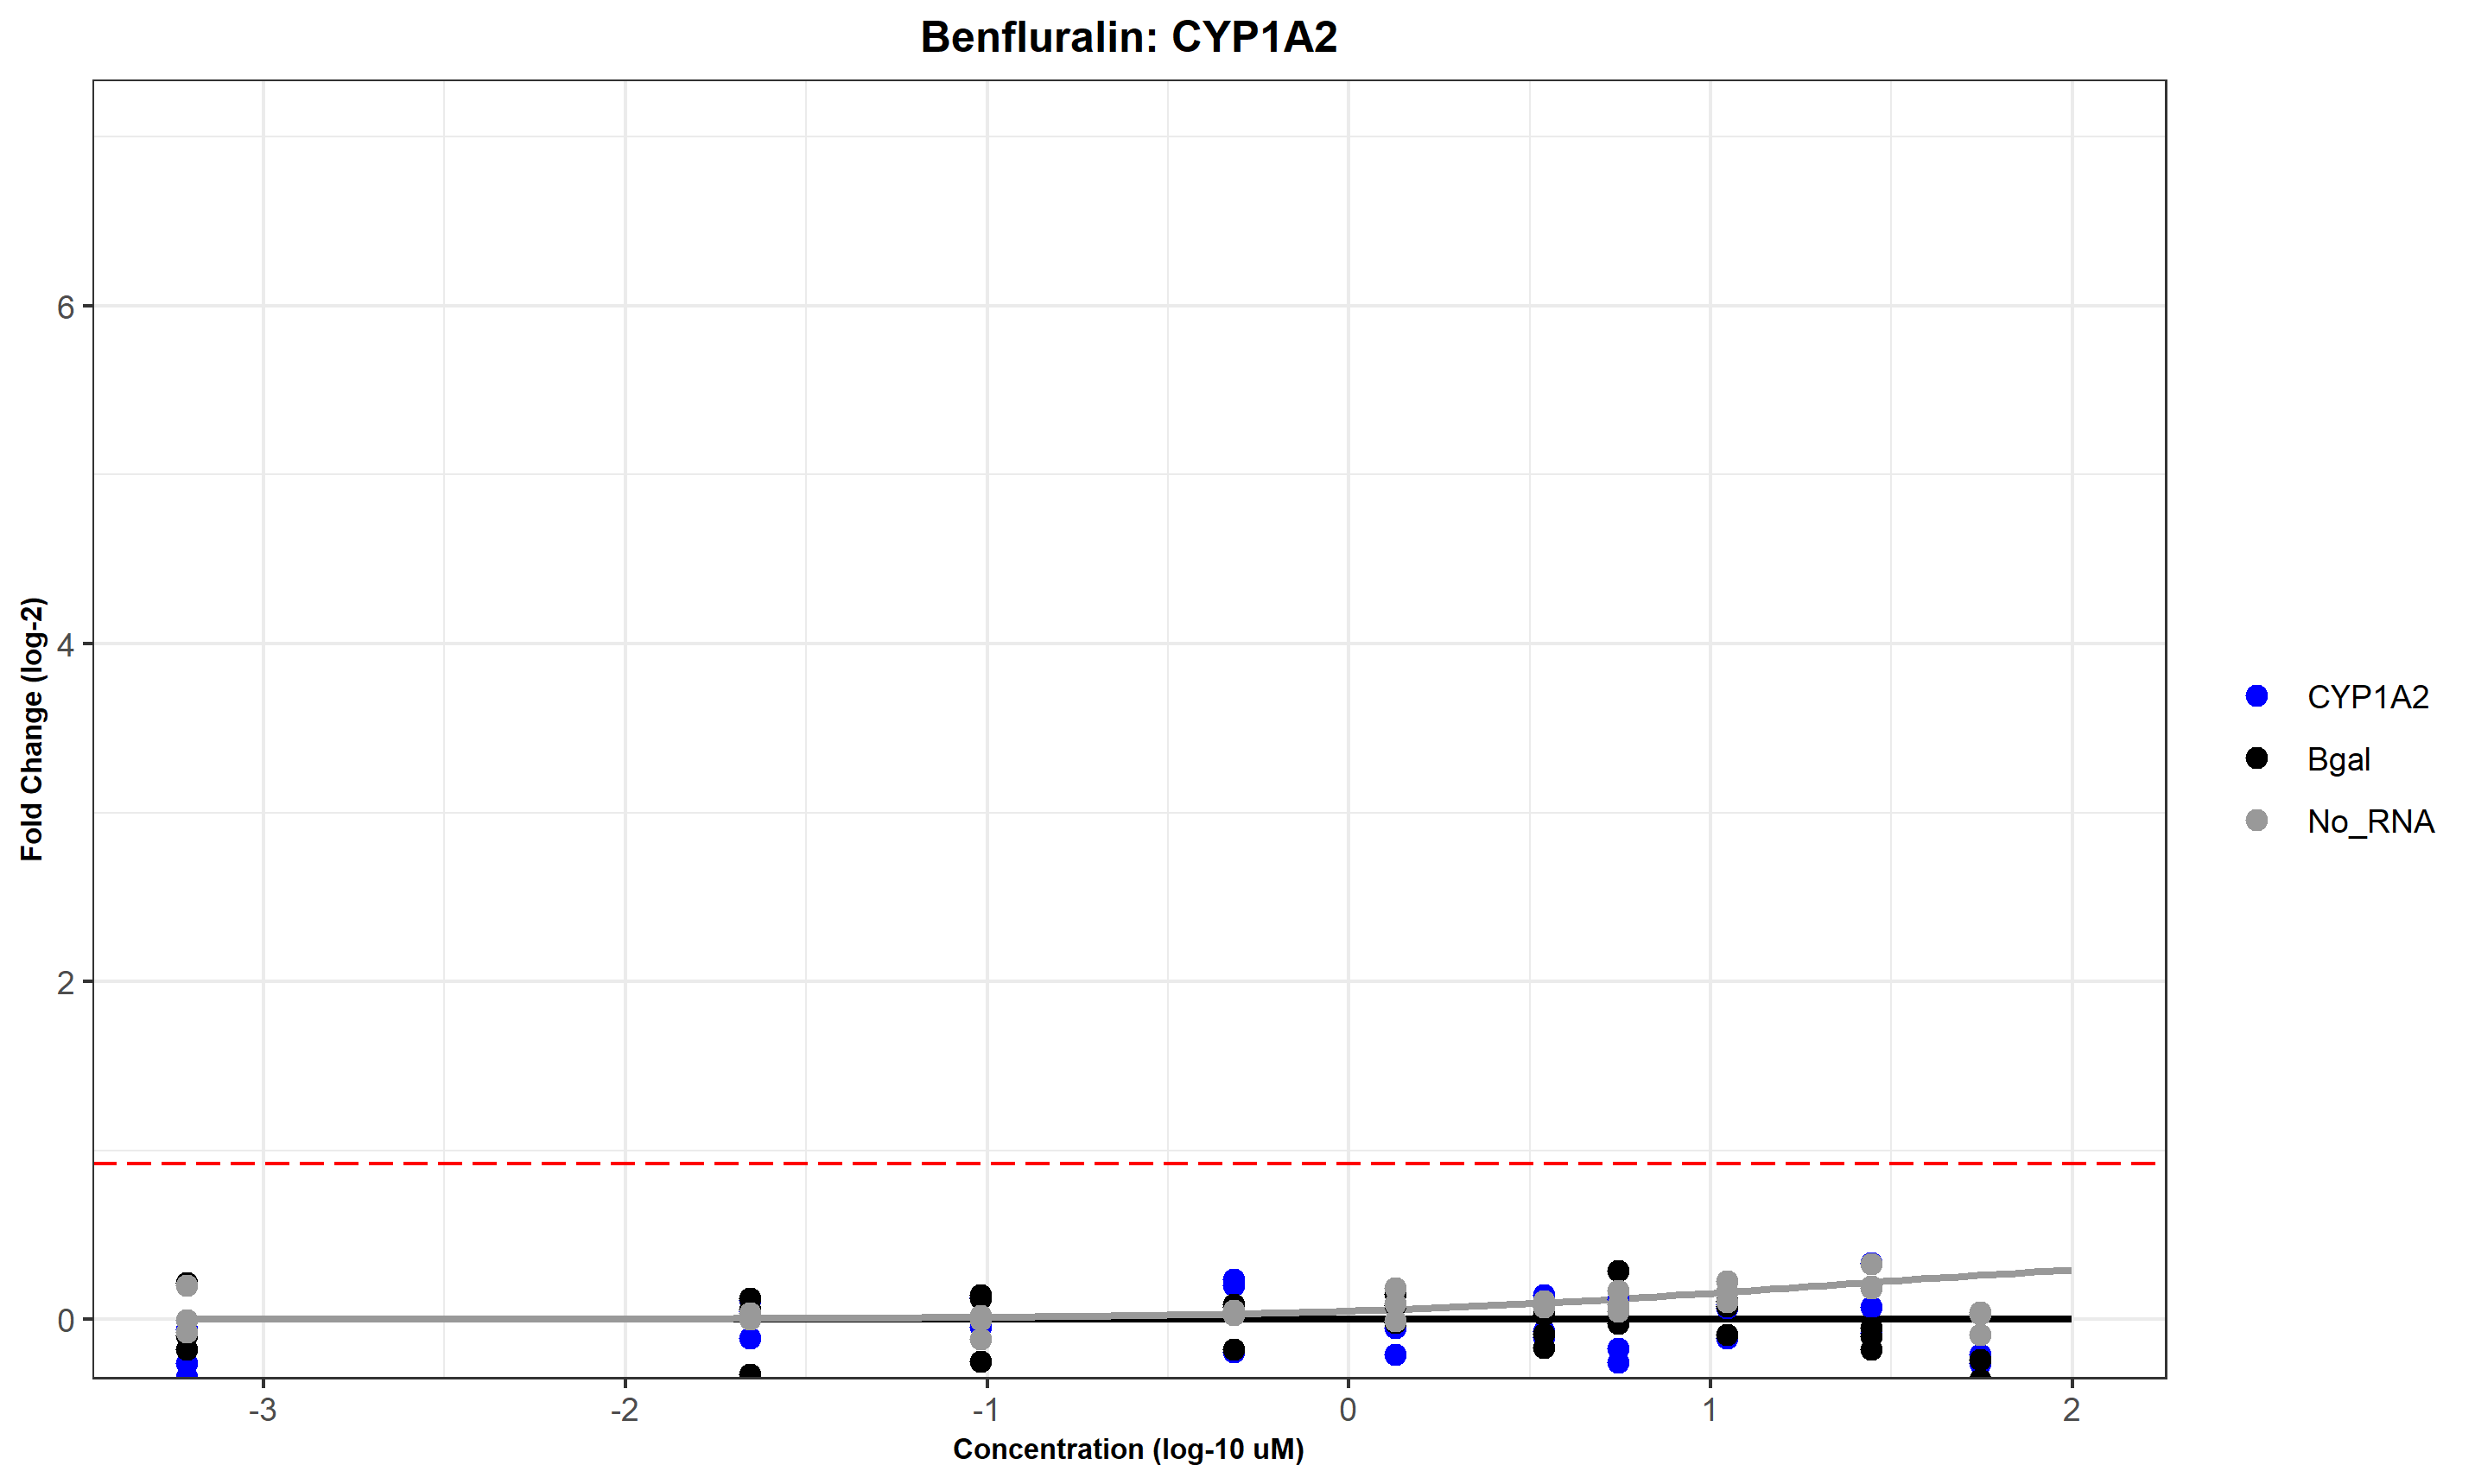 Benfluralin: CYP1A2
Fold Change (log-2)
6
4
2
0
-3 -2 -1 0 1 2
Concentration (log-10 uM)
CYP1A2
Bgal
No_RNA